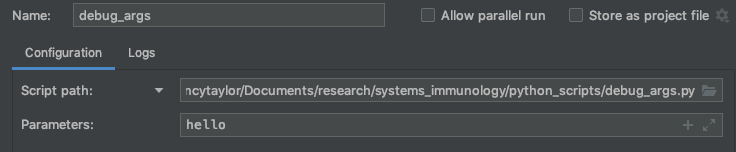 Name: debug_args Allow parallel run Store as project file
Configuration Logs
Script path: ncytaylor/Documents/research/systems_immunology/python_scripts/debug_args.py
Parameters: hello